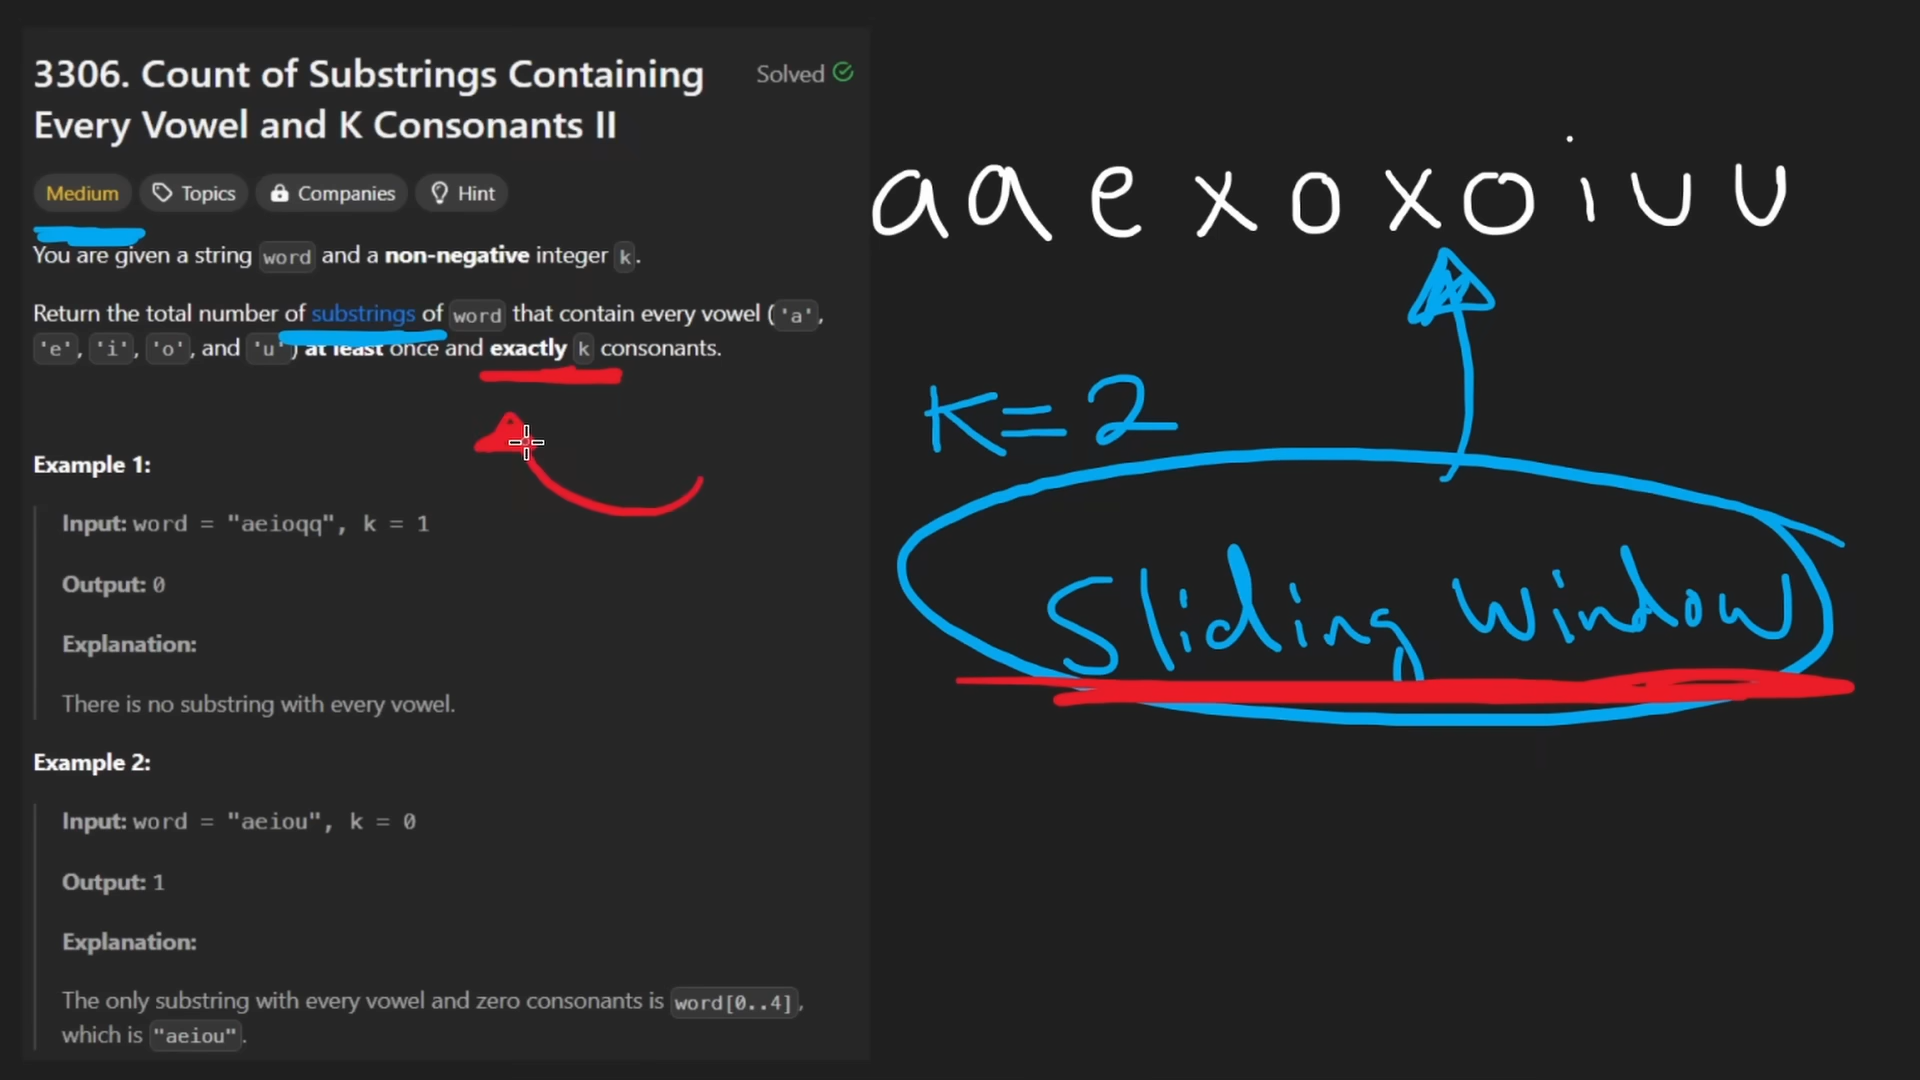 3306. Count of Substrings Containing Every Vowel and K Consonants II
Solved
Medium Topics Companies Hint
You are given a string word and a non-negative integer k.
Return the total number of substrings of word that contain every vowel ('a',
'e', 'i', 'o', and 'u') at least once and exactly k consonants.
Example 1:
Input: word = "aeioqq", k = 1
Output: 0
Explanation:
There is no substring with every vowel.
Example 2:
Input: word = "aeiou", k = 0
Output: 1
Explanation:
The only substring with every vowel and zero consonants is word[0..4],
which is "aeiou".
a a e x o x o i u u
K = 2
Sliding Window